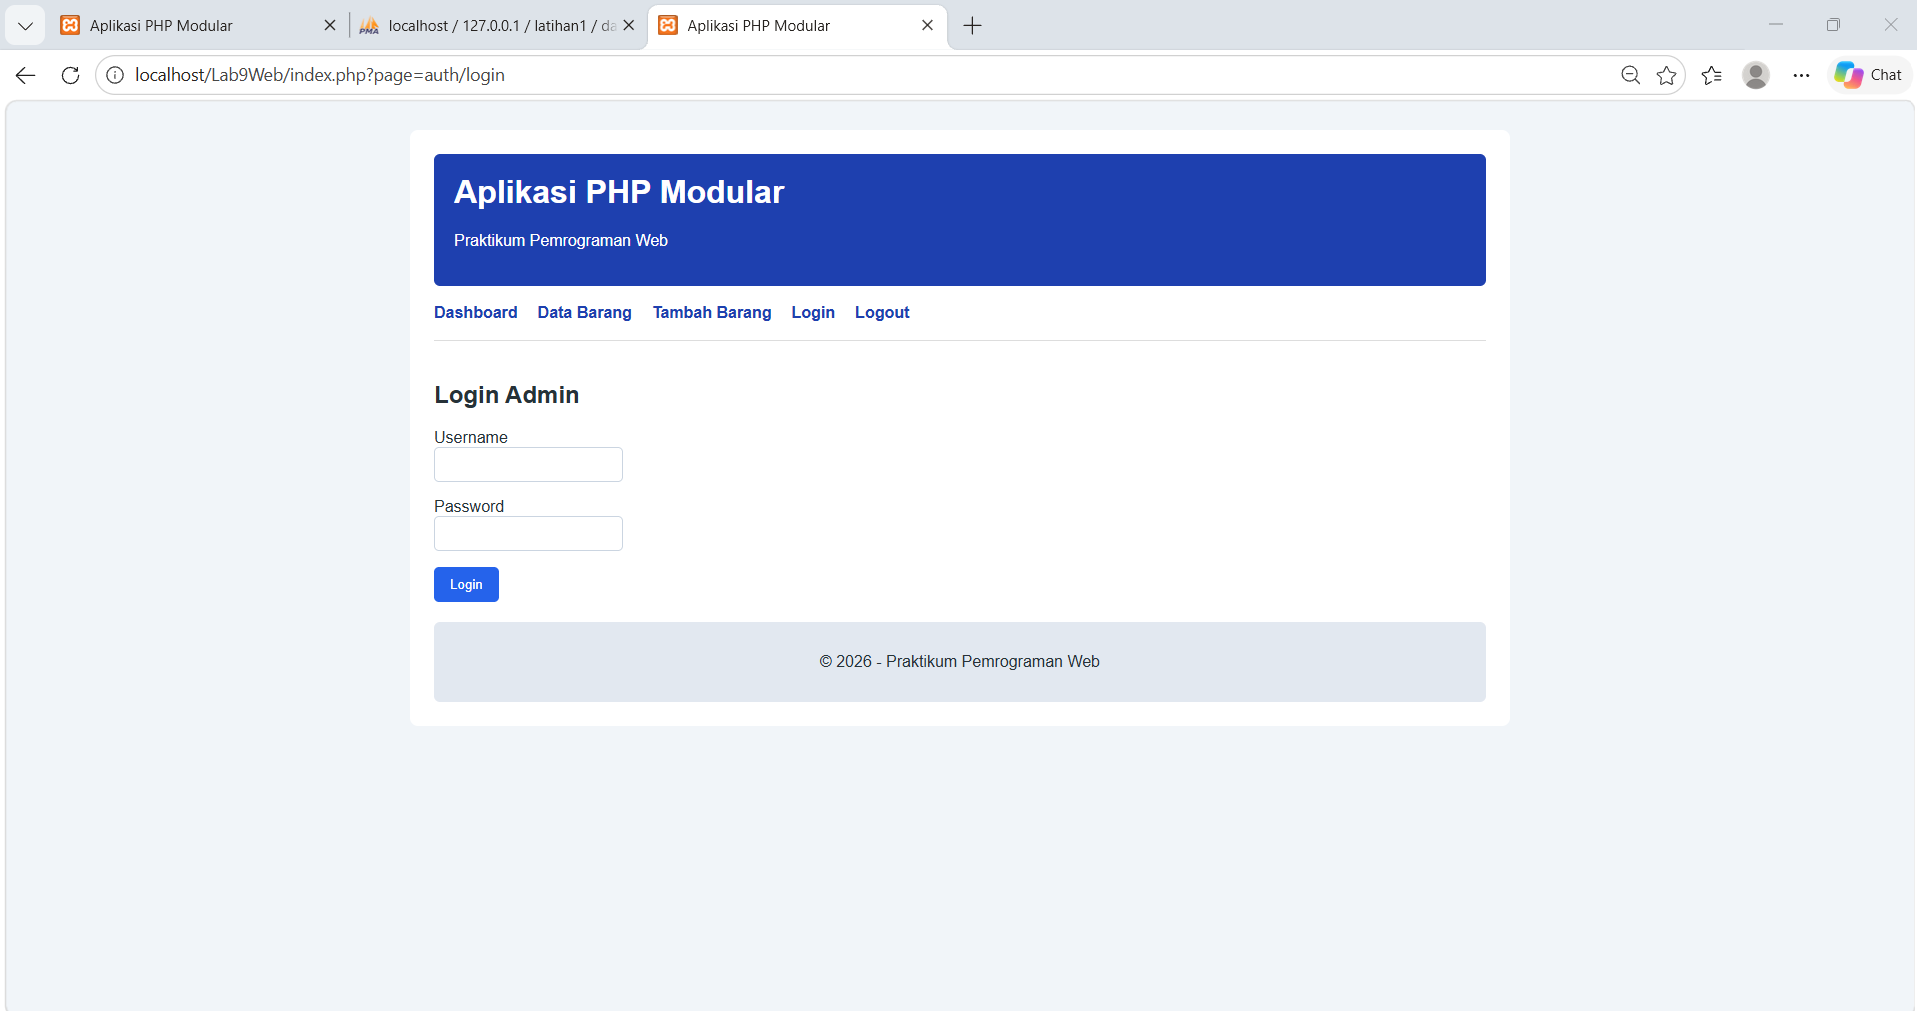 Aplikasi PHP Modular
localhost / 127.0.0.1 / latihan1 / da
Aplikasi PHP Modular
localhost/Lab9Web/index.php?page=auth/login
Chat
Aplikasi PHP Modular
Praktikum Pemrograman Web
Dashboard Data Barang Tambah Barang Login Logout
Login Admin
Username
Password
Login
© 2026 - Praktikum Pemrograman Web